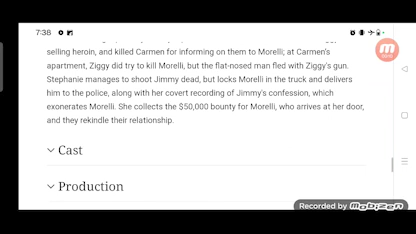 7:38
selling heroin, and killed Carmen for informing on them to Morelli; at Carmen's
apartment, Ziggy did try to kill Morelli, but the flat-nosed man fled with Ziggy's gun.
Stephanie manages to shoot Jimmy dead, but locks Morelli in the truck and delivers
him to the police, along with her covert recording of Jimmy's confession, which
exonerates Morelli. She collects the $50,000 bounty for Morelli, who arrives at her door,
and they rekindle their relationship.
Cast
Production
Recorded by Mobizen